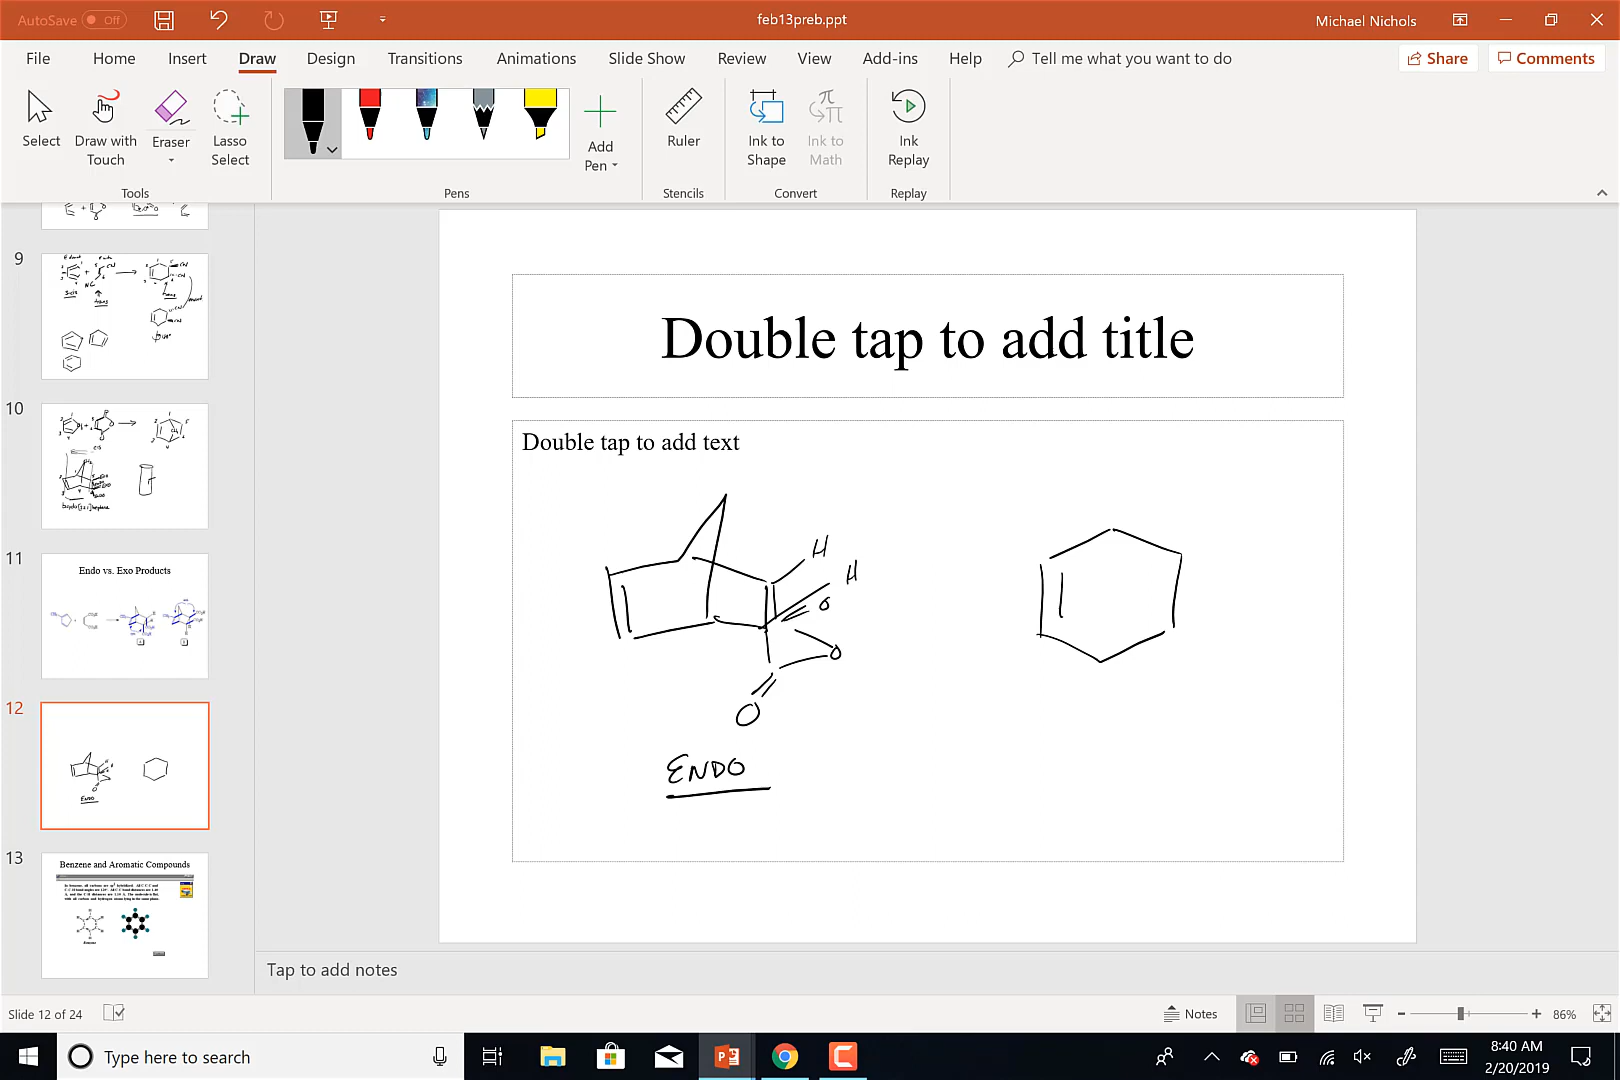 AutoSave Off
feb13preb.ppt
Michael Nichols
File Home Insert Draw Design Transitions Animations Slide Show Review View Add-ins Help Tell me what you want to do
Share Comments
Select
Draw with Touch
Eraser
Lasso Select
Add Pen
Ruler
Ink to Shape
Ink to Math
Ink Replay
Tools Pens Stencils Convert Replay
9
10
11
Endo vs. Exo Products
12
ENDO
13
Benzene and Aromatic Compounds
Double tap to add title
Double tap to add text
H
H
O
O
O
ENDO
Tap to add notes
Slide 12 of 24
Notes
86%
Type here to search
8:40 AM
2/20/2019